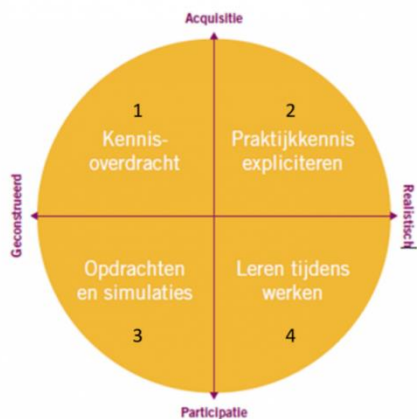 Acquisitie
1
Kennis-
overdracht
2
Praktijkkennis
expliciteren
Geconstrueerd
Realistisch
Opdrachten
en simulaties
3
Leren tijdens
werken
4
Participatie